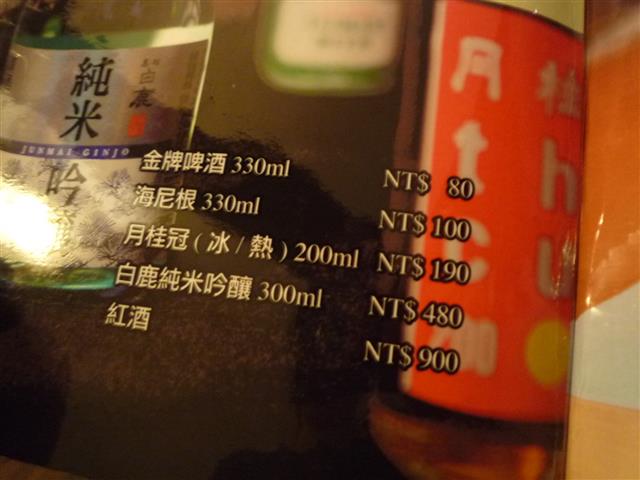 白鹿
純米
JUNMAI-GINJO
吟
月
金牌啤酒 330ml NT$ 80
海尼根 330ml NT$ 100
月桂冠 ( 冰 / 熱 ) 200ml NT$ 190
白鹿純米吟釀 300ml NT$ 480
紅酒 NT$ 900